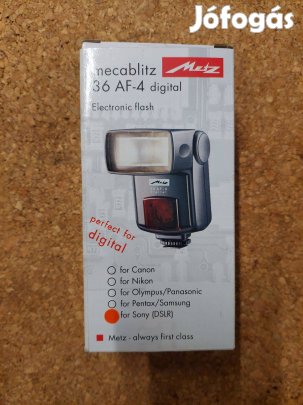 Jófogás
mecablitz Metz
36 AF-4 digital
Electronic flash
Metz
perfect for
digital
for Canon
for Nikon
for Olympus/Panasonic
for Pentax/Samsung
for Sony (DSLR)
Metz - always first class